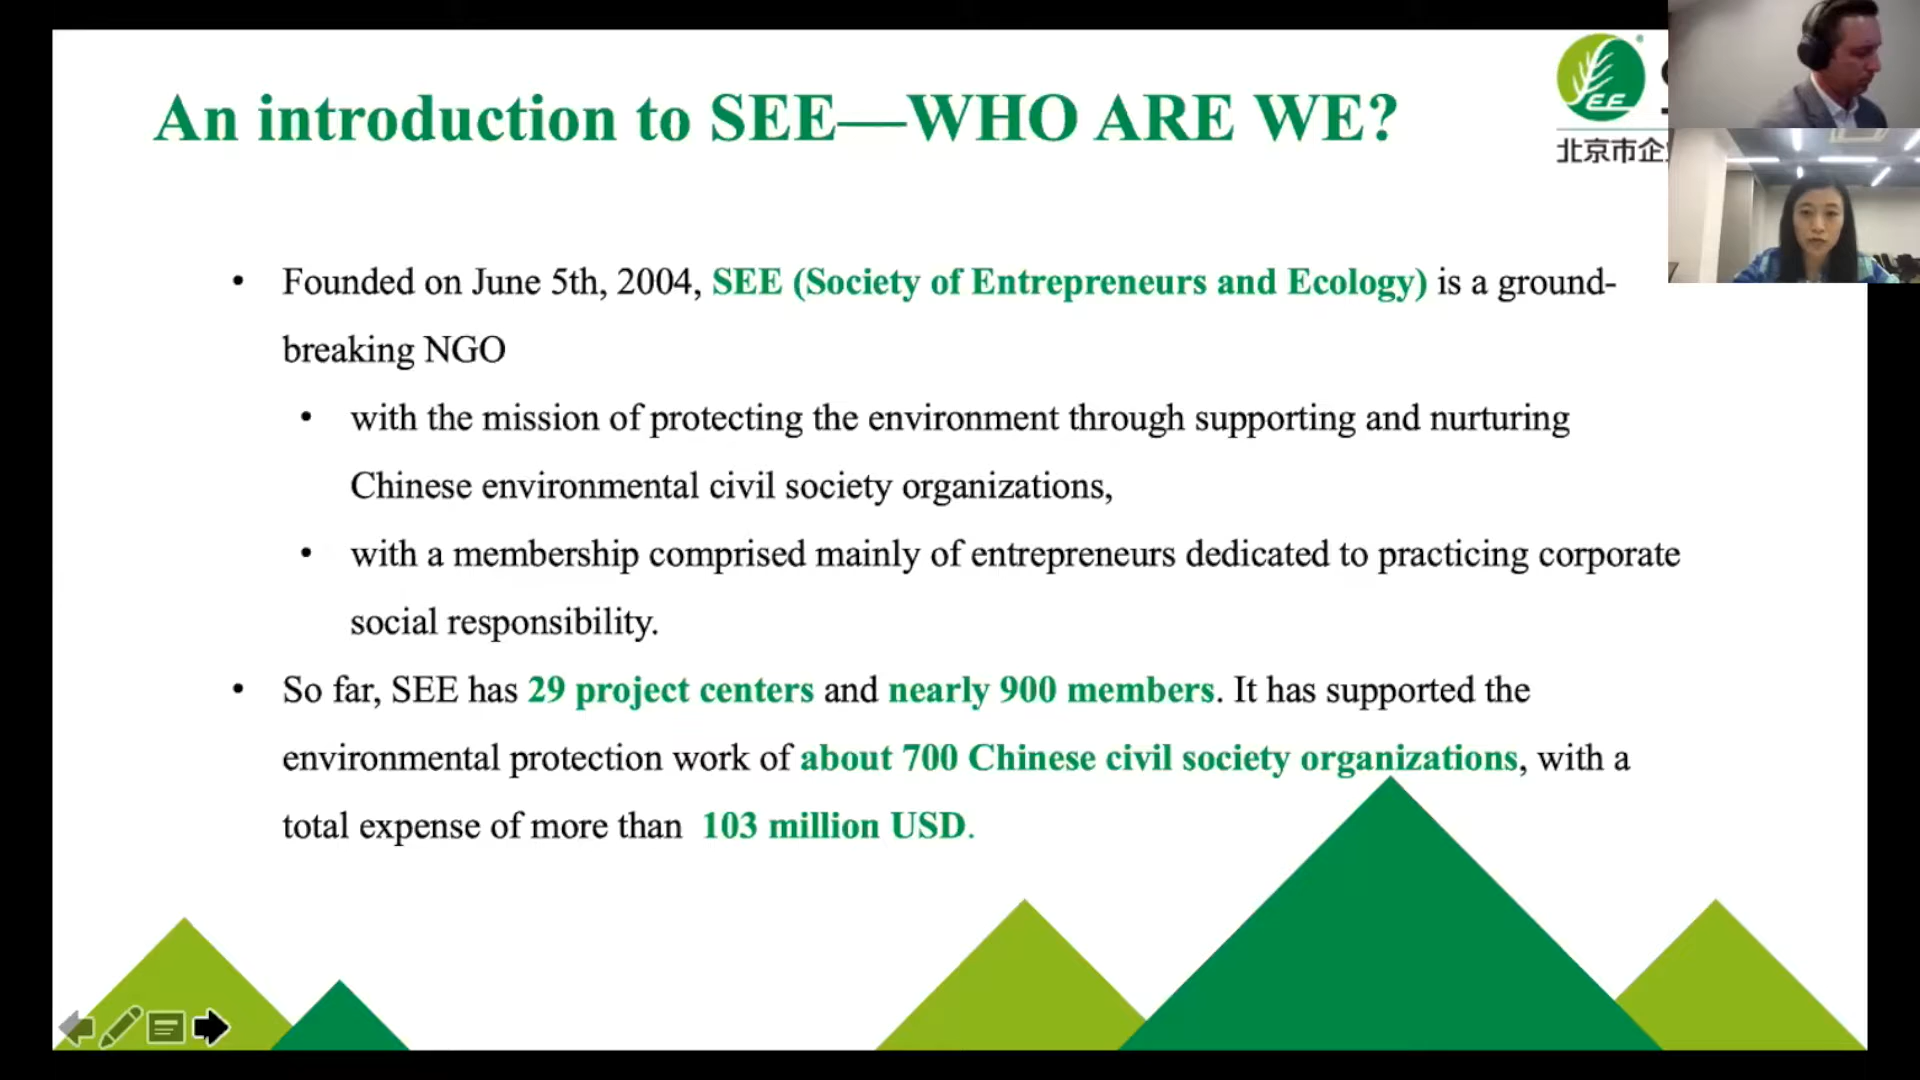 An introduction to SEE—WHO ARE WE?
SEE
北京市企
• Founded on June 5th, 2004, SEE (Society of Entrepreneurs and Ecology) is a ground-
breaking NGO
• with the mission of protecting the environment through supporting and nurturing
Chinese environmental civil society organizations,
• with a membership comprised mainly of entrepreneurs dedicated to practicing corporate
social responsibility.
• So far, SEE has 29 project centers and nearly 900 members. It has supported the
environmental protection work of about 700 Chinese civil society organizations, with a
total expense of more than 103 million USD.